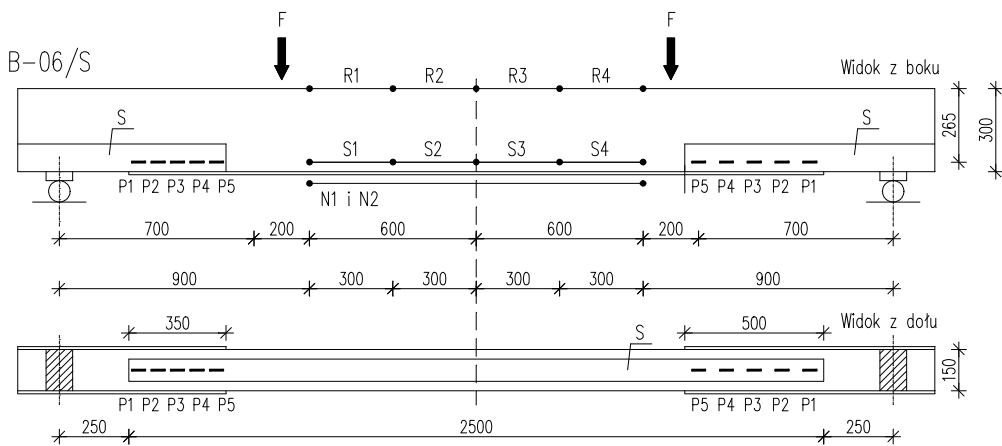 F F
B-06/S
Widok z boku
R1 R2 R3 R4
S S
S1 S2 S3 S4
265 300
P1 P2 P3 P4 P5 P5 P4 P3 P2 P1
N1 i N2
700 200 600 600 200 700
900 300 300 300 300 900
350 500 Widok z dołu
S
150
P1 P2 P3 P4 P5 P5 P4 P3 P2 P1
250 2500 250